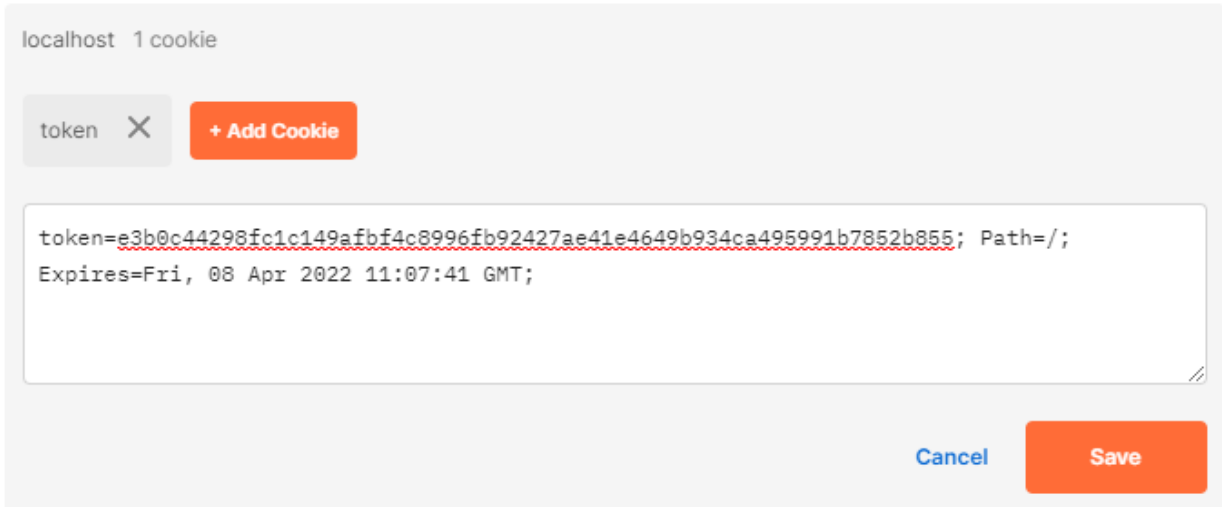 localhost 1 cookie
token ✕ + Add Cookie
token=e3b0c44298fc1c149afbf4c8996fb92427ae41e4649b934ca495991b7852b855; Path=/;
Expires=Fri, 08 Apr 2022 11:07:41 GMT;
Cancel Save